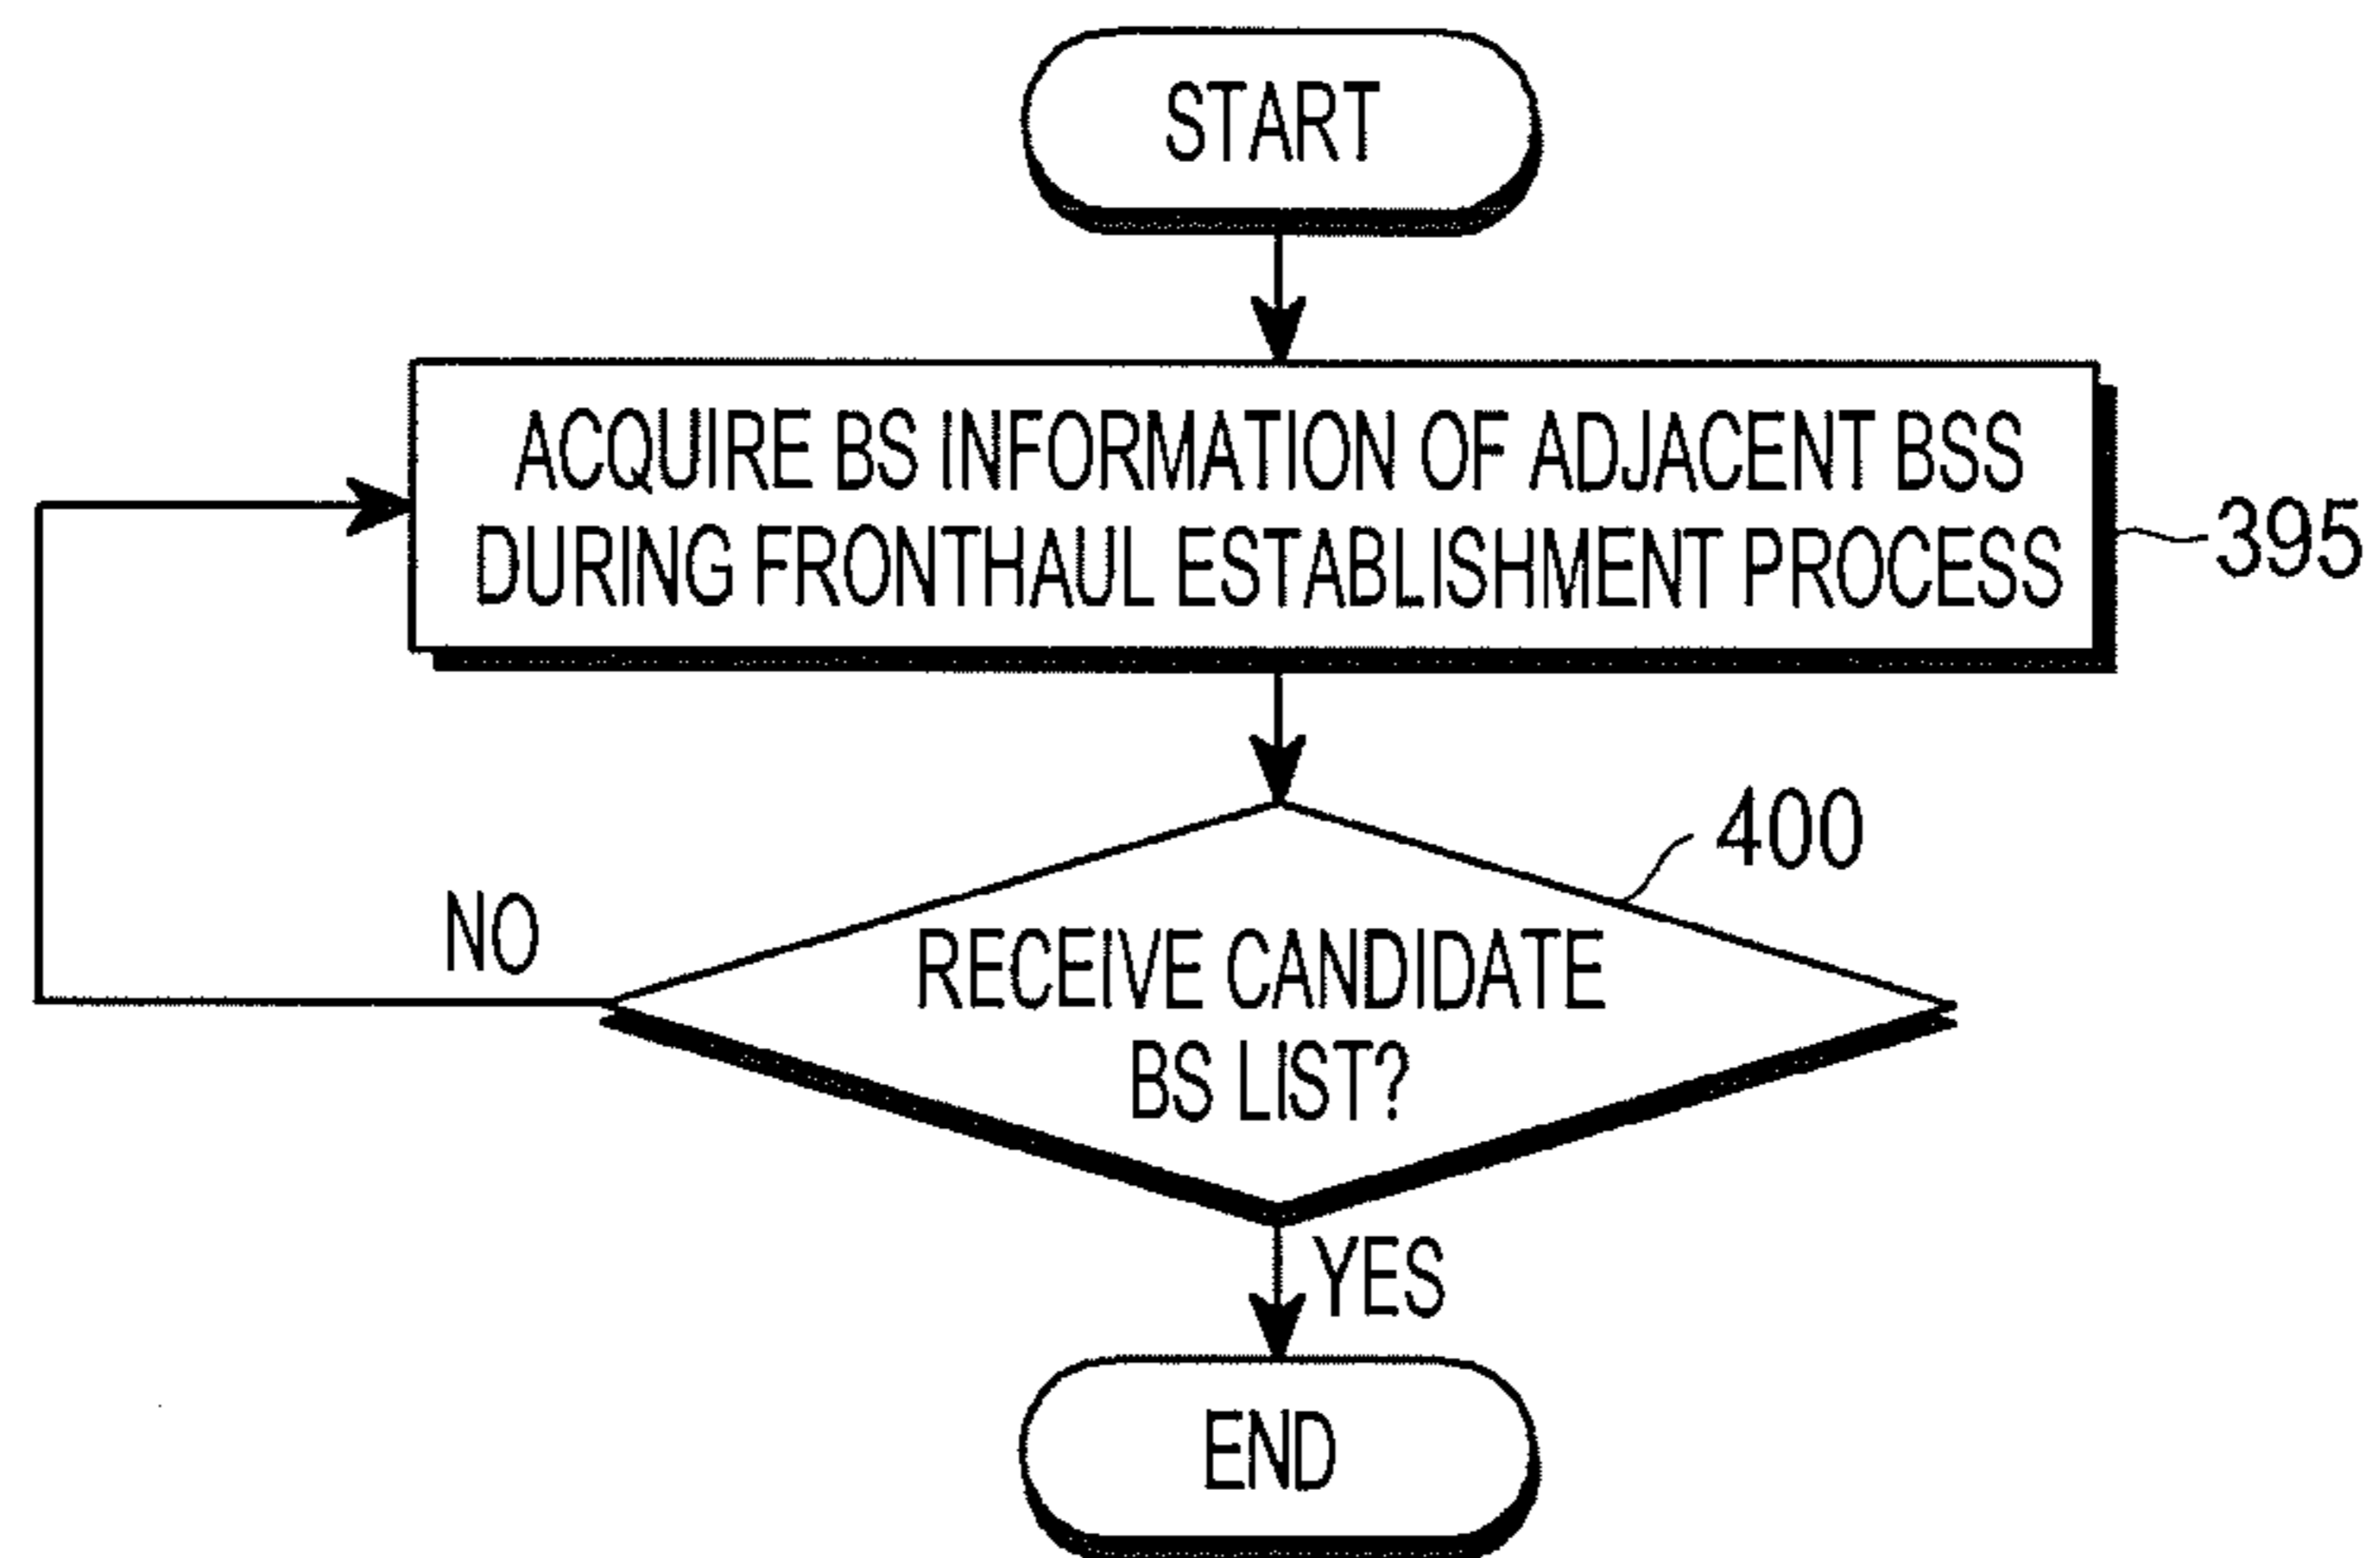 START
ACQUIRE BS INFORMATION OF ADJACENT BSS
DURING FRONTHAUL ESTABLISHMENT PROCESS
395
400
NO
RECEIVE CANDIDATE
BS LIST?
YES
END